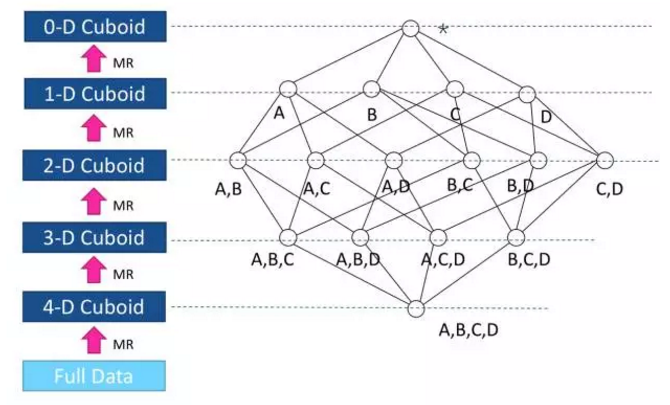 0-D Cuboid
*
MR
1-D Cuboid
A
B
C
D
MR
2-D Cuboid
A,B
A,C
A,D
B,C
B,D
C,D
MR
3-D Cuboid
A,B,C
A,B,D
A,C,D
B,C,D
MR
4-D Cuboid
A,B,C,D
MR
Full Data